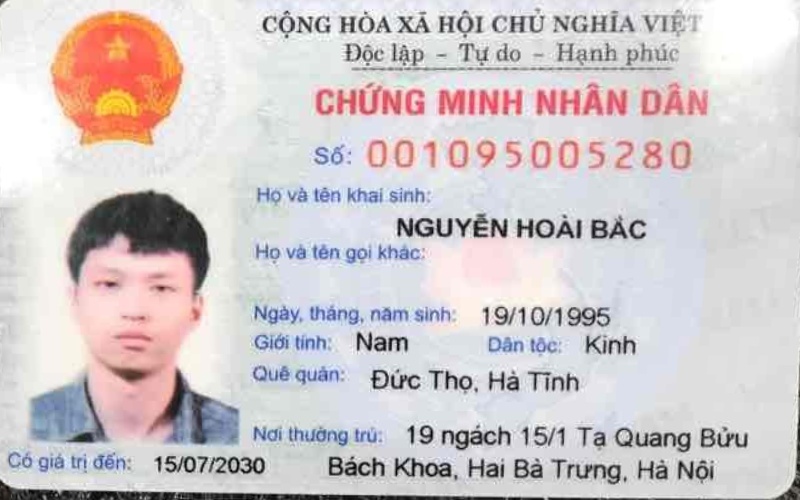 CỘNG HÒA XÃ HỘI CHỦ NGHĨA VIỆT
Độc lập - Tự do - Hạnh phúc
CHỨNG MINH NHÂN DÂN
Số: 001095005280
Họ và tên khai sinh:
NGUYỄN HOÀI BẮC
Họ và tên gọi khác:
Ngày, tháng, năm sinh: 19/10/1995
Giới tính: Nam Dân tộc: Kinh
Quê quán: Đức Thọ, Hà Tĩnh
Nơi thường trú: 19 ngách 15/1 Tạ Quang Bửu
Có giá trị đến: 15/07/2030 Bách Khoa, Hai Bà Trưng, Hà Nội